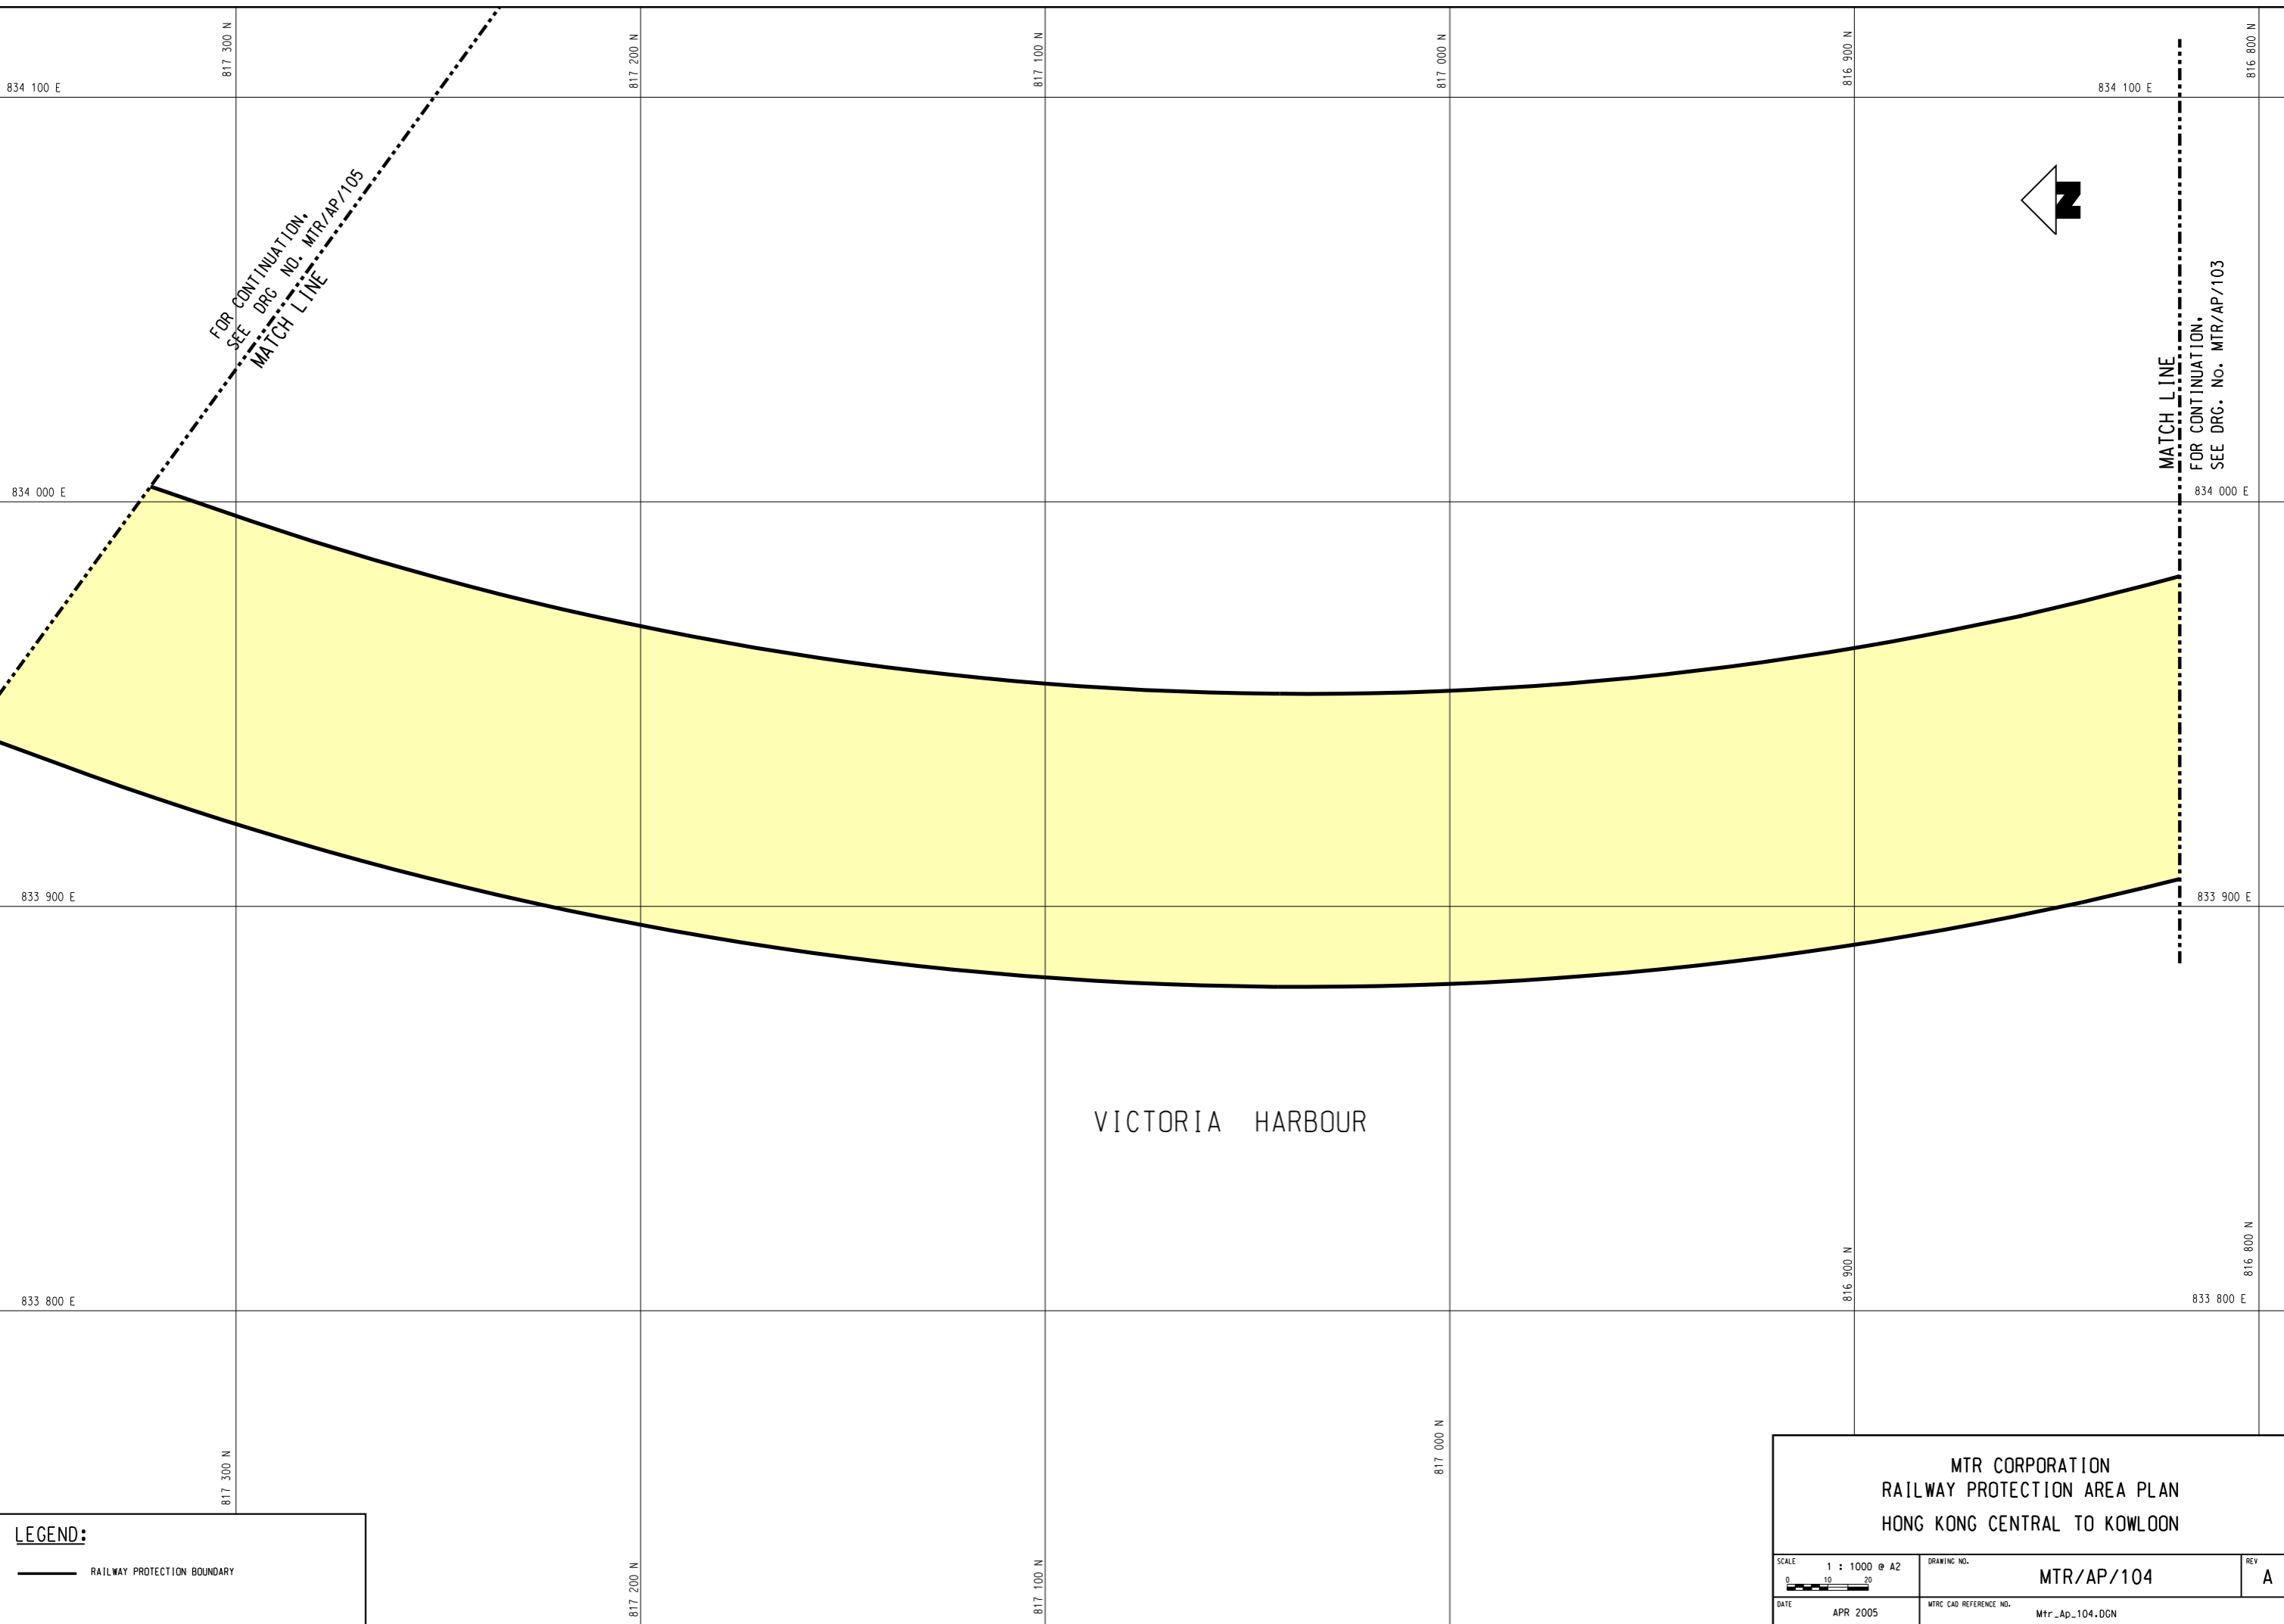 817 300 N
817 200 N
817 100 N
817 000 N
816 900 N
816 800 N
834 100 E
834 100 E
FOR CONTINUATION,
SEE DRG NO. MTR/AP/105
MATCH LINE
N
MATCH LINE
FOR CONTINUATION,
SEE DRG. No. MTR/AP/103
834 000 E
834 000 E
833 900 E
833 900 E
VICTORIA HARBOUR
816 900 N
816 800 N
833 800 E
833 800 E
817 300 N
817 000 N
817 200 N
817 100 N
LEGEND:
RAILWAY PROTECTION BOUNDARY
MTR CORPORATION
RAILWAY PROTECTION AREA PLAN
HONG KONG CENTRAL TO KOWLOON
SCALE
1 : 1000 @ A2
0 10 20
DRAWING NO.
MTR/AP/104
REV
A
DATE
APR 2005
MTRC CAD REFERENCE NO.
Mtr_Ap_104.DGN